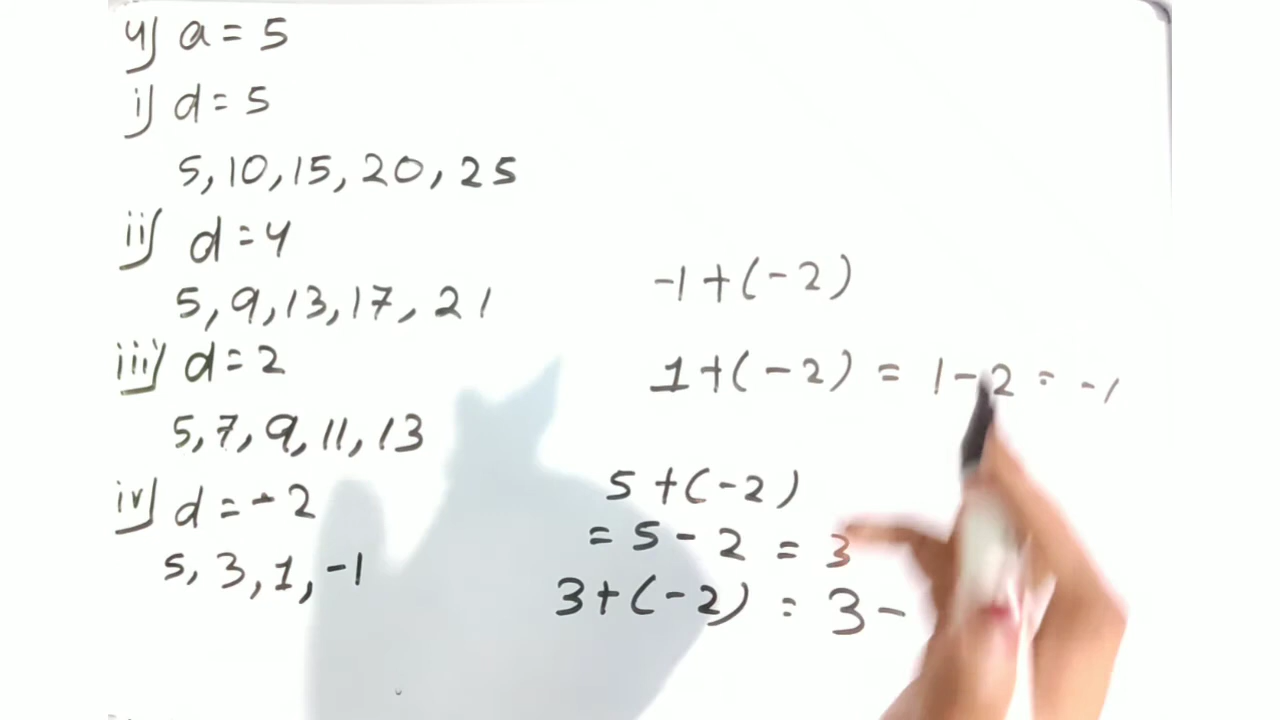 4) a = 5
i) d = 5
5, 10, 15, 20, 25
ii) d = 4
5, 9, 13, 17, 21
iii) d = 2
5, 7, 9, 11, 13
iv) d = -2
5, 3, 1, -1
-1 + (-2)
1 + (-2) = 1 - 2 = -1
5 + (-2)
= 5 - 2 = 3
3 + (-2) = 3 -